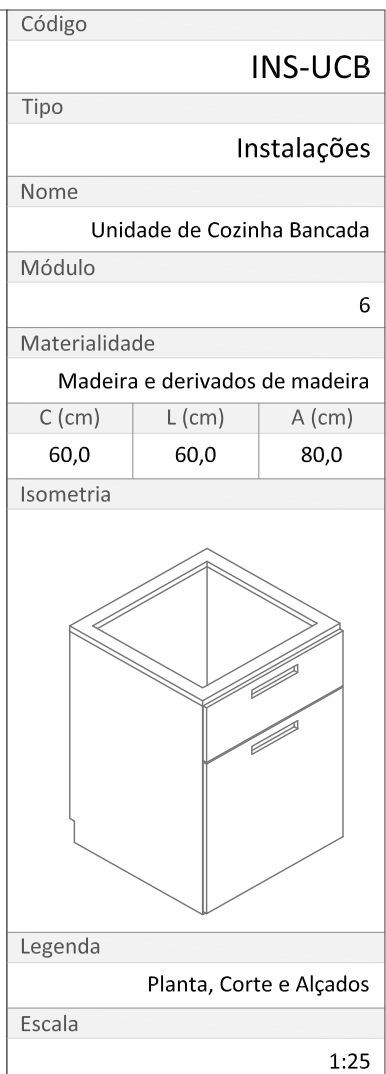 Código
INS-UCB
Tipo
Instalações
Nome
Unidade de Cozinha Bancada
Módulo
6
Materialidade
Madeira e derivados de madeira
C (cm) L (cm) A (cm)
60,0 60,0 80,0
Isometria
Legenda
Planta, Corte e Alçados
Escala
1:25